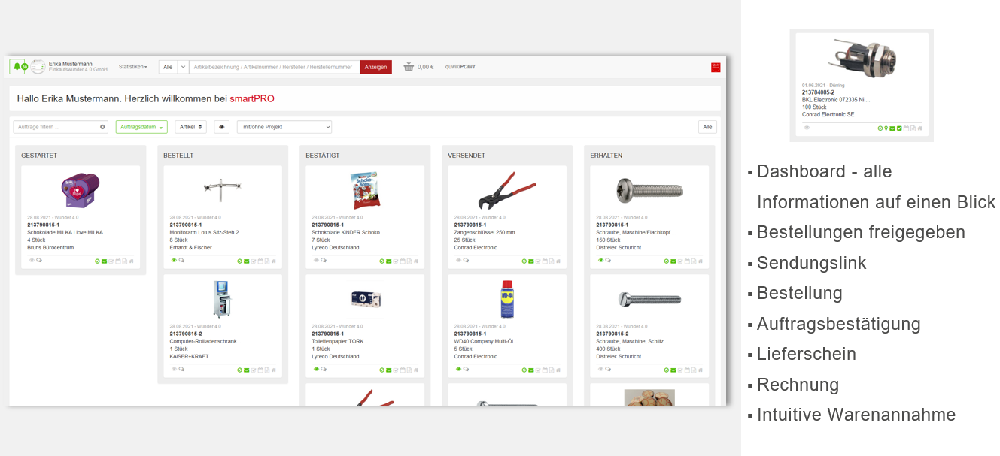 30
Erika Mustermann
Einkaufswunder 4.0 GmbH
Statistiken
Alle
Artikelbezeichnung / Artikelnummer / Hersteller / Herstellernummer
Anzeigen
0,00 €
quwikiPOINT
Hallo Erika Mustermann. Herzlich willkommen bei smartPRO
Aufträge filtern ...
Auftragsdatum
Artikel
mit/ohne Projekt
Alle
GESTARTET
28.08.2021 - Wunder 4.0
213790815-1
Schokolade MILKA I love MILKA
4 Stück
Bruns Bürocentrum
BESTELLT
28.08.2021 - Wunder 4.0
213790815-1
Monitorarm Lotus Sitz-Steh 2
8 Stück
Erhardt & Fischer
28.08.2021 - Wunder 4.0
213790815-2
Computer-Rollladenschrank...
1 Stück
KAISER+KRAFT
BESTÄTIGT
Schoko-Bons
28.08.2021 - Wunder 4.0
213790815-1
Schokolade KINDER Schoko
7 Stück
Lyreco Deutschland
28.08.2021 - Wunder 4.0
213790815-1
Toilettenpapier TORK...
1 Stück
Lyreco Deutschland
VERSENDET
28.08.2021 - Wunder 4.0
213790815-1
Zangenschlüssel 250 mm
25 Stück
Conrad Electronic
28.08.2021 - Wunder 4.0
213790815-1
WD40 Company Multi-Öl...
5 Stück
Conrad Electronic
ERHALTEN
28.08.2021 - Wunder 4.0
213790815-1
Schraube, Maschine/Flachkopf ...
150 Stück
Distrelec Schuricht
28.08.2021 - Wunder 4.0
213790815-2
Schraube, Maschine, Schlitz...
400 Stück
Distrelec Schuricht
01.06.2021 - Düring
213784085-2
BKL Electronic 072335 Ni ...
100 Stück
Conrad Electronic SE
▪ Dashboard - alle
Informationen auf einen Blick
▪ Bestellungen freigegeben
▪ Sendungslink
▪ Bestellung
▪ Auftragsbestätigung
▪ Lieferschein
▪ Rechnung
▪ Intuitive Warenannahme